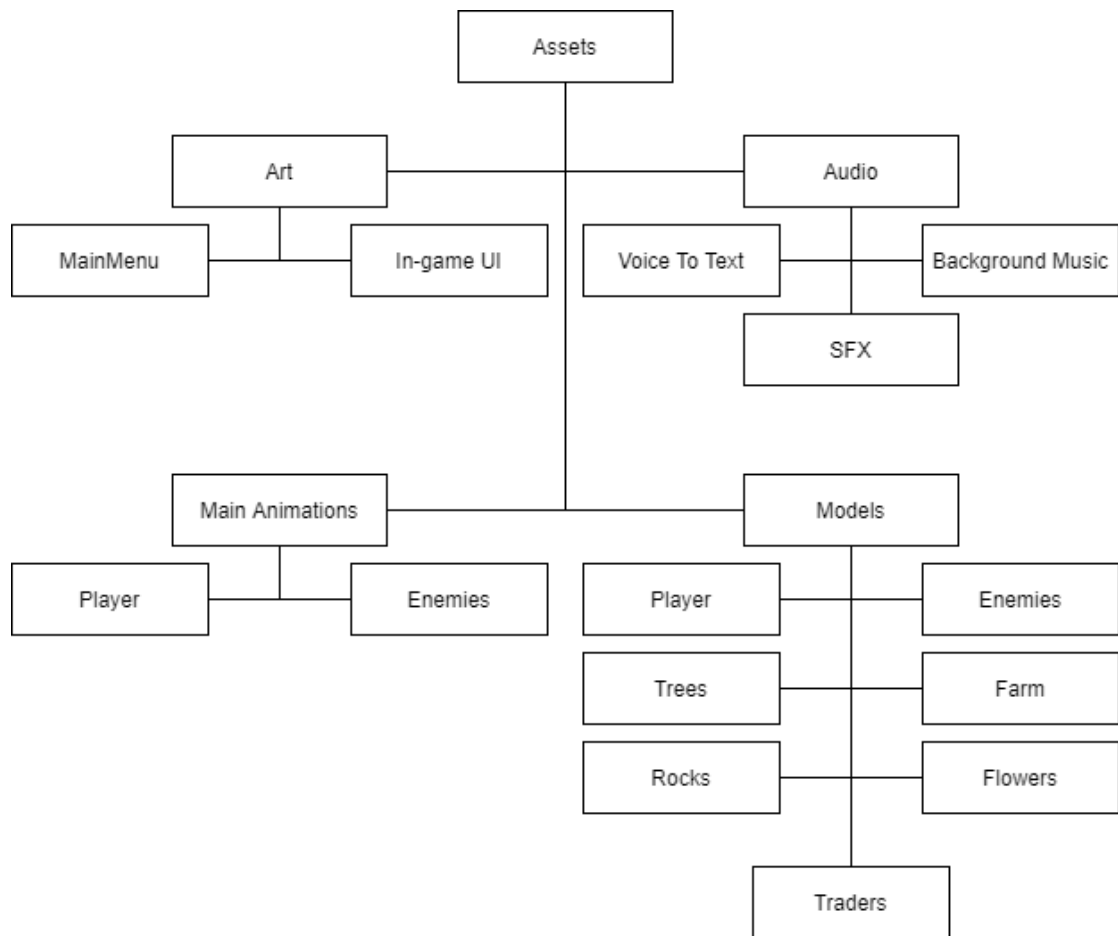 Assets
Art
Audio
MainMenu
In-game UI
Voice To Text
Background Music
SFX
Main Animations
Models
Player
Enemies
Player
Enemies
Trees
Farm
Rocks
Flowers
Traders